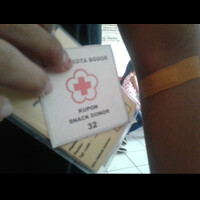 KOTA BOGOR
KUPON
SNACK DONOR
32